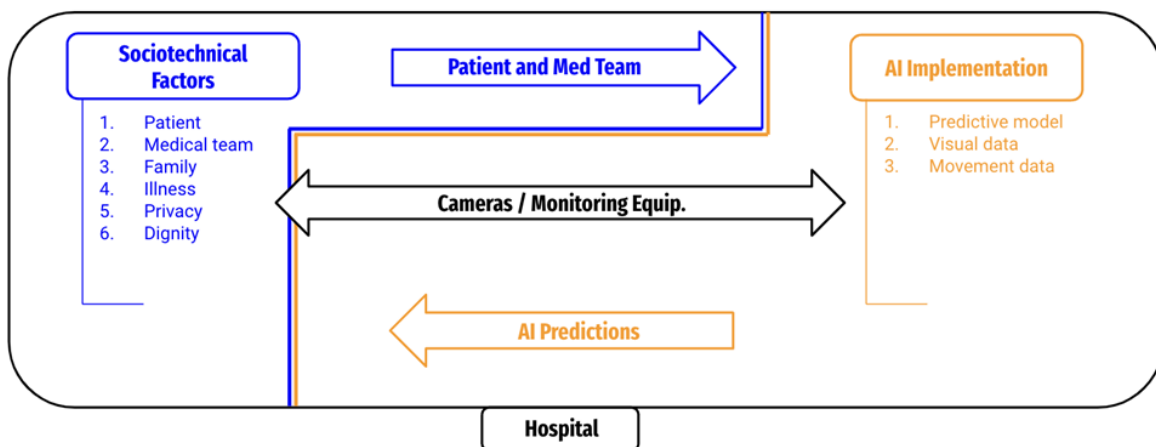 Sociotechnical
Factors
1. Patient
2. Medical team
3. Family
4. Illness
5. Privacy
6. Dignity
Patient and Med Team
Cameras / Monitoring Equip.
AI Predictions
AI Implementation
1. Predictive model
2. Visual data
3. Movement data
Hospital